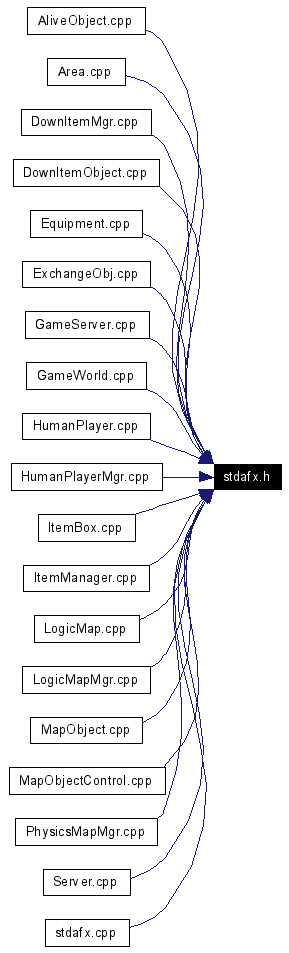 AliveObject.cpp
Area.cpp
DownItemMgr.cpp
DownItemObject.cpp
Equipment.cpp
ExchangeObj.cpp
GameServer.cpp
GameWorld.cpp
HumanPlayer.cpp
HumanPlayerMgr.cpp
stdafx.h
ItemBox.cpp
ItemManager.cpp
LogicMap.cpp
LogicMapMgr.cpp
MapObject.cpp
MapObjectControl.cpp
PhysicsMapMgr.cpp
Server.cpp
stdafx.cpp